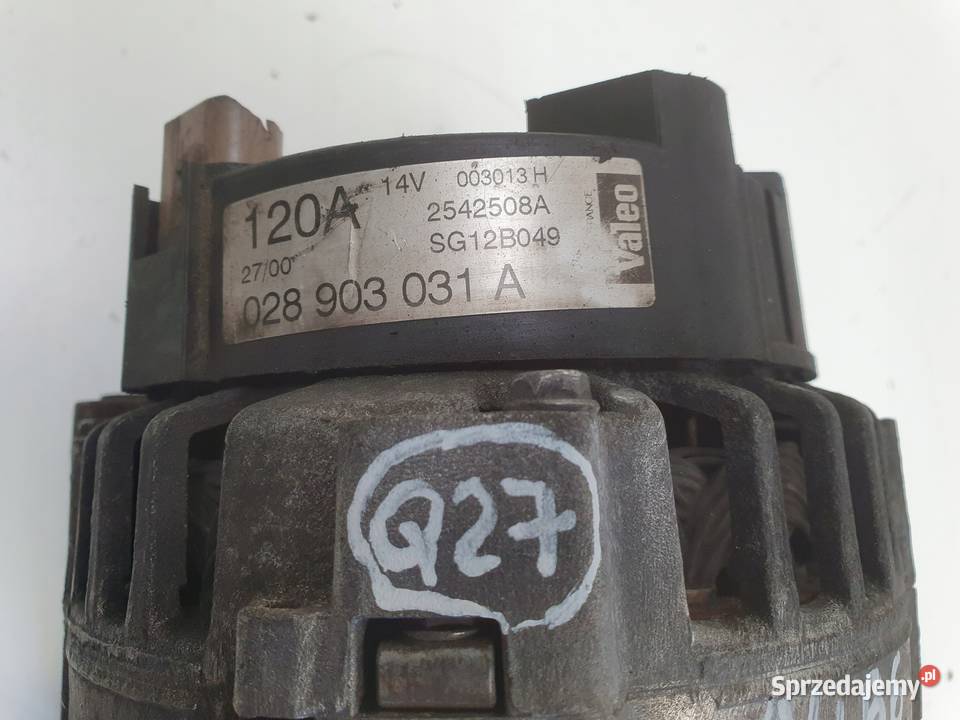 120A 14V 003013 H
2542508A
SG12B049
27/00
028 903 031 A
Valeo
Q27
Sprzedajemy.pl